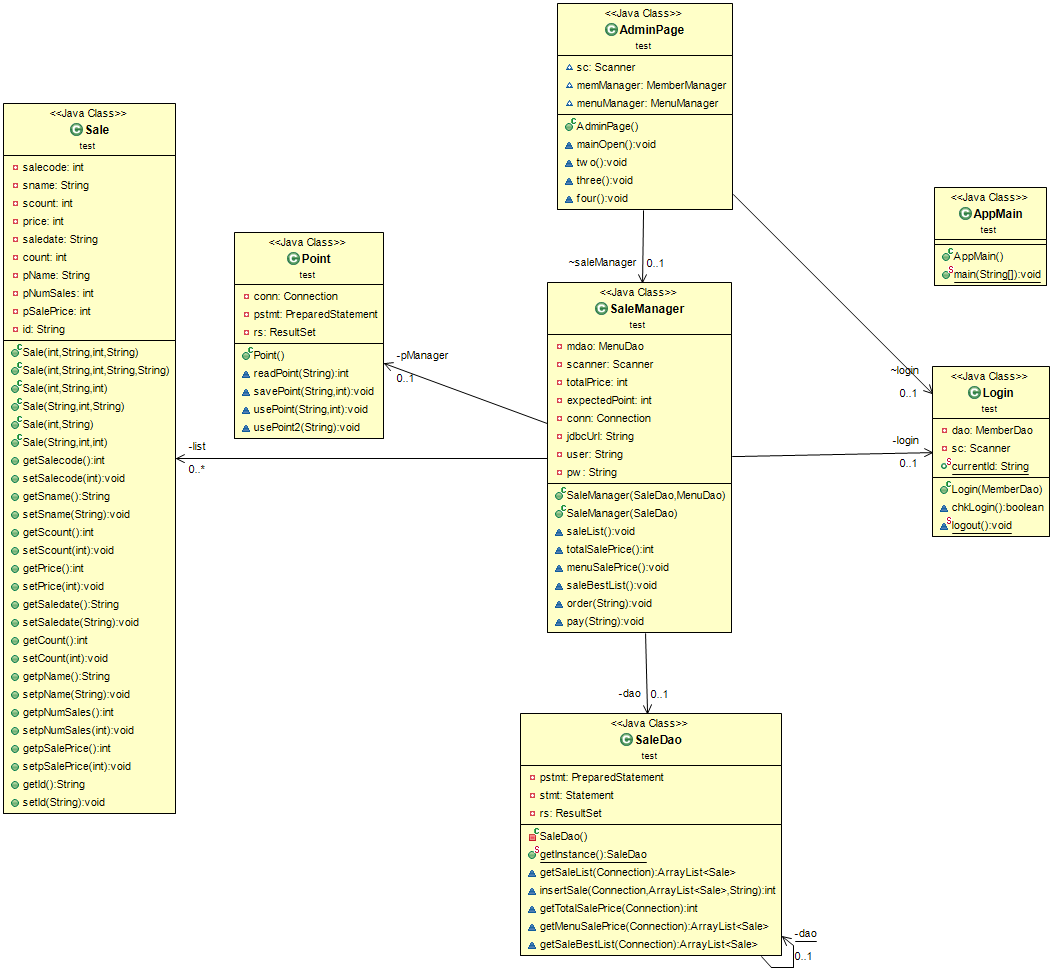 <<Java Class>>
AdminPage
test
sc: Scanner
memManager: MemberManager
menuManager: MenuManager
AdminPage()
mainOpen():void
two():void
three():void
four():void
<<Java Class>>
Sale
test
salecode: int
sname: String
scount: int
price: int
saledate: String
count: int
pName: String
pNumSales: int
pSalePrice: int
id: String
Sale(int,String,int,String)
Sale(int,String,int,String,String)
Sale(int,String,int)
Sale(String,int,String)
Sale(int,String)
Sale(String,int,int)
getSalecode():int
setSalecode(int):void
getSname():String
setSname(String):void
getScount():int
setScount(int):void
getPrice():int
setPrice(int):void
getSaledate():String
setSaledate(String):void
getCount():int
setCount(int):void
getpName():String
setpName(String):void
getpNumSales():int
setpNumSales(int):void
getpSalePrice():int
setpSalePrice(int):void
getId():String
setId(String):void
<<Java Class>>
Point
test
conn: Connection
pstmt: PreparedStatement
rs: ResultSet
Point()
readPoint(String):int
savePoint(String,int):void
usePoint(String,int):void
usePoint2(String):void
<<Java Class>>
AppMain
test
AppMain()
main(String[]):void
~saleManager
0..1
<<Java Class>>
SaleManager
test
mdao: MenuDao
scanner: Scanner
totalPrice: int
expectedPoint: int
conn: Connection
jdbcUrl: String
user: String
pw: String
SaleManager(SaleDao,MenuDao)
SaleManager(SaleDao)
saleList():void
totalSalePrice():int
menuSalePrice():void
saleBestList():void
order(String):void
pay(String):void
-pManager
0..1
-list
0..*
~login
0..1
-login
0..1
<<Java Class>>
Login
test
dao: MemberDao
sc: Scanner
currentId: String
Login(MemberDao)
chkLogin():boolean
logout():void
-dao
0..1
<<Java Class>>
SaleDao
test
pstmt: PreparedStatement
stmt: Statement
rs: ResultSet
SaleDao()
getInstance():SaleDao
getSaleList(Connection):ArrayList<Sale>
insertSale(Connection,ArrayList<Sale>,String):int
getTotalSalePrice(Connection):int
getMenuSalePrice(Connection):ArrayList<Sale>
getSaleBestList(Connection):ArrayList<Sale>
-dao
0..1